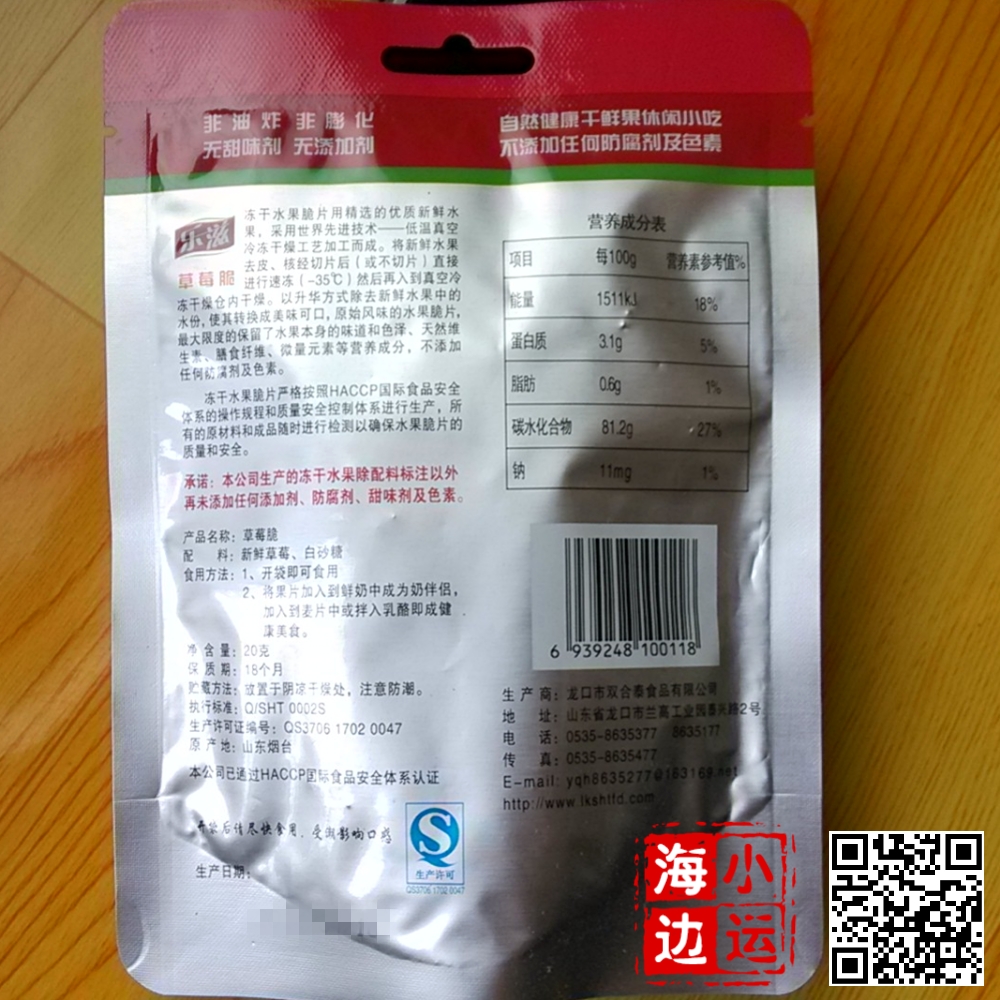 非油炸 非膨化
无甜味剂 无添加剂
自然健康干鲜果休闲小吃
不添加任何防腐剂及色素
乐滋
草莓脆
冻干水果脆片用精选的优质新鲜水
果，采用世界先进技术——低温真空
冷冻干燥工艺加工而成。将新鲜水果
去皮、核经切片后（或不切片）直接
进行速冻（-35℃）然后再入到真空冷
冻干燥仓内干燥。以升华方式除去新鲜水果中的
水份，使其转换成美味可口，原始风味的水果脆片，
最大限度的保留了水果本身的味道和色泽、天然维
生素、膳食纤维、微量元素等营养成分，不添加
任何防腐剂及色素。
冻干水果脆片严格按照HACCP国际食品安全
体系的操作规程和质量安全控制体系进行生产，所
有的原材料和成品随时进行检测以确保水果脆片的
质量和安全。
承诺：本公司生产的冻干水果除配料标注以外
再未添加任何添加剂、防腐剂、甜味剂及色素。
产品名称：草莓脆
配 料：新鲜草莓、白砂糖
食用方法：1、开袋即可食用
2、将果片加入到鲜奶中成为奶伴侣，
加入到麦片中或拌入乳酪即成健
康美食。
净 含 量：20克
保 质 期：18个月
贮藏方法：放置于阴凉干燥处，注意防潮。
执行标准：Q/SHT 0002S
生产许可证编号：QS3706 1702 0047
原 产 地：山东烟台
本公司已通过HACCP国际食品安全体系认证
开袋后请尽快食用，受潮影响口感
生产日期：
生产许可
QS3706 1702 0047
营养成分表
项目 每100g 营养素参考值%
能量 1511kJ 18%
蛋白质 3.1g 5%
脂肪 0.6g 1%
碳水化合物 81.2g 27%
钠 11mg 1%
6 939248 100118
生 产 商：龙口市双合泰食品有限公司
地 址：山东省龙口市兰高工业园泰兴路2号
电 话：0535-8635377 8635177
传 真：0535-8635477
E-mail: yqh8635277@163169.net
http://www.lkshtfd.com
海小
边运